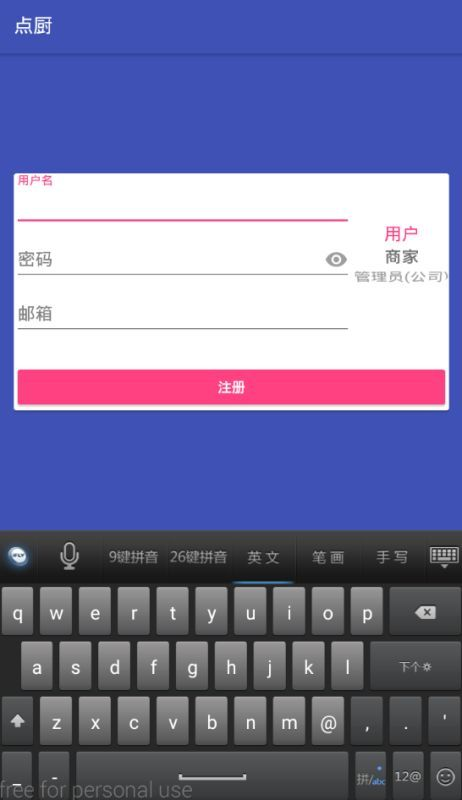 点厨
用户名
密码
邮箱
用户
商家
管理员(公司)
注册
iFLY
9键拼音 26键拼音 英文 笔画 手写
q w e r t y u i o p
a s d f g h j k l 下个
z x c v b n m @ , . '
_ - 拼/abc 12@
free for personal use